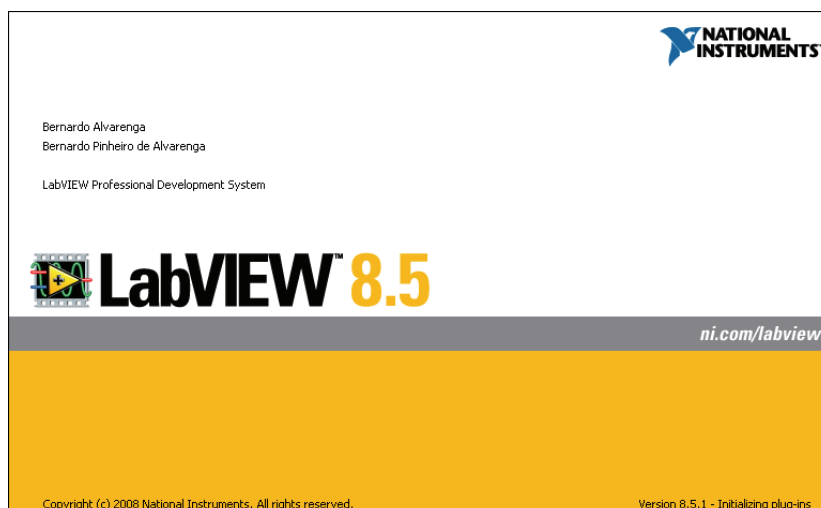 NATIONAL
INSTRUMENTS
Bernardo Alvarenga
Bernardo Pinheiro de Alvarenga
LabVIEW Professional Development System
LabVIEW™ 8.5
ni.com/labview
Copyright (c) 2008 National Instruments. All rights reserved.
Version 8.5.1 - Initializing plug-ins